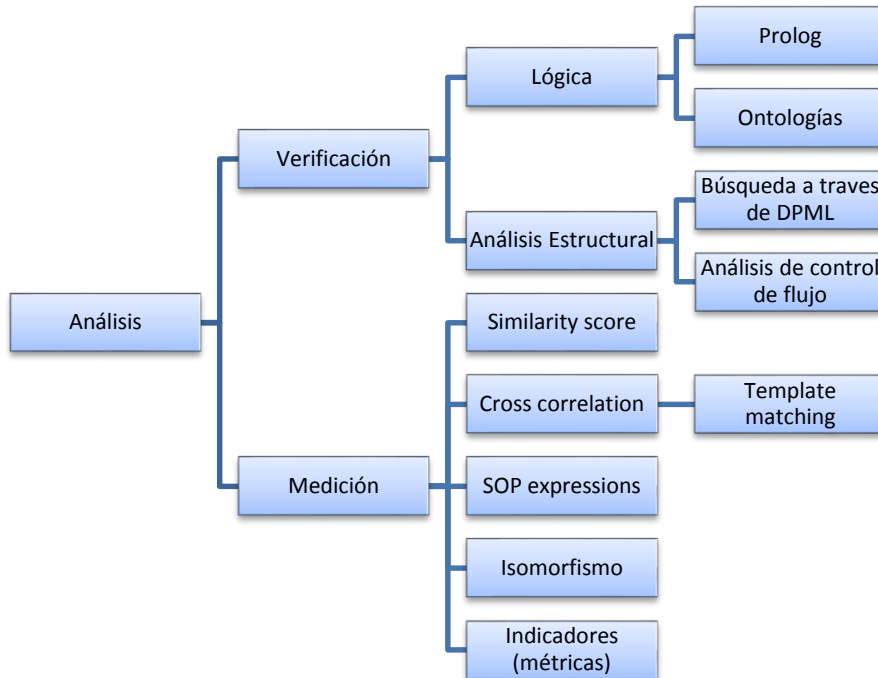 Análisis
Verificación
Lógica
Prolog
Ontologías
Análisis Estructural
Búsqueda a traves
de DPML
Análisis de control
de flujo
Medición
Similarity score
Cross correlation
Template
matching
SOP expressions
Isomorfismo
Indicadores
(métricas)